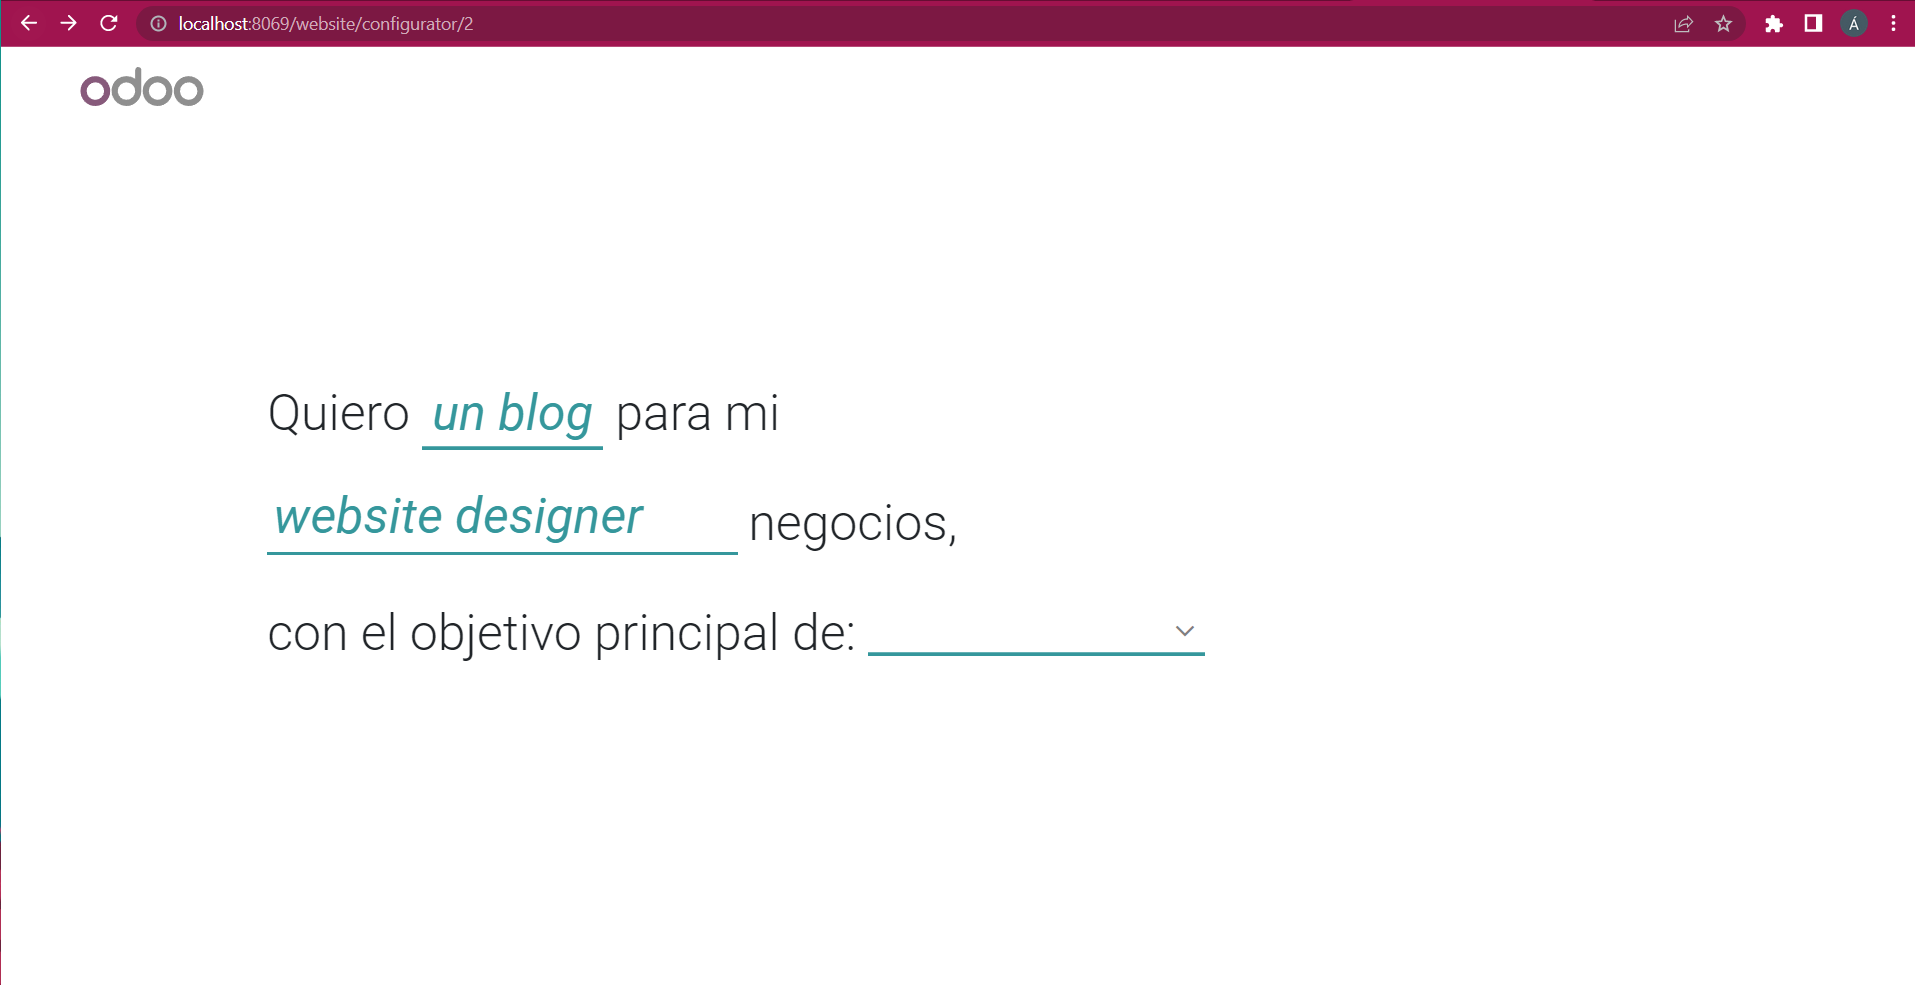 localhost:8069/website/configurator/2
Á
odoo
Quiero un blog para mi
website designer negocios,
con el objetivo principal de: